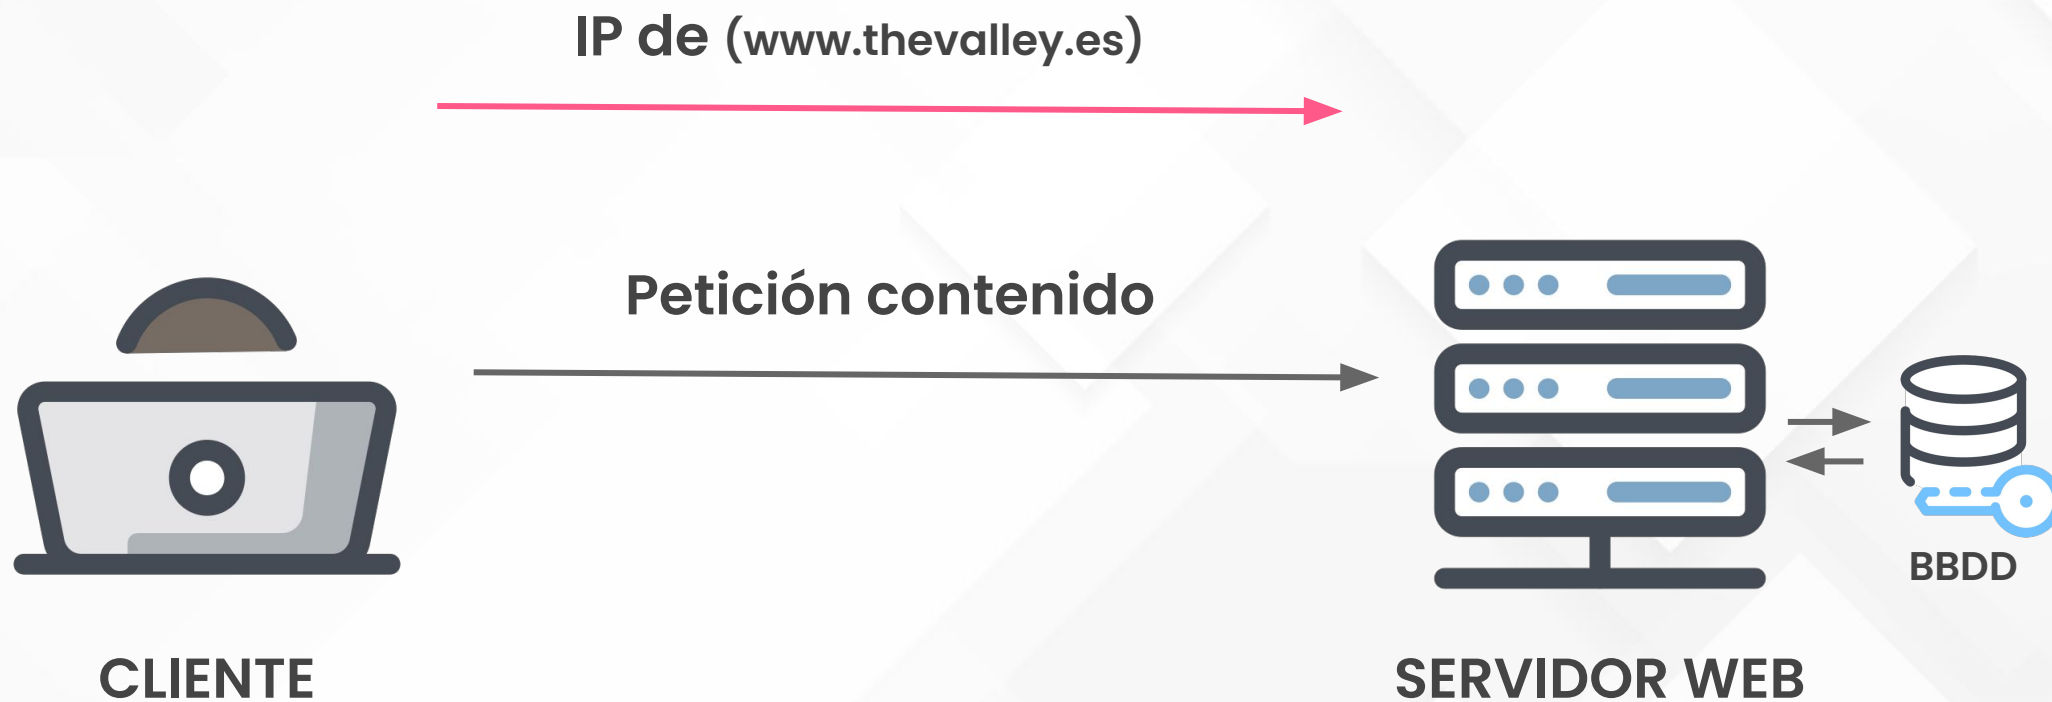 IP de (www.thevalley.es)
Petición contenido
BBDD
CLIENTE
SERVIDOR WEB